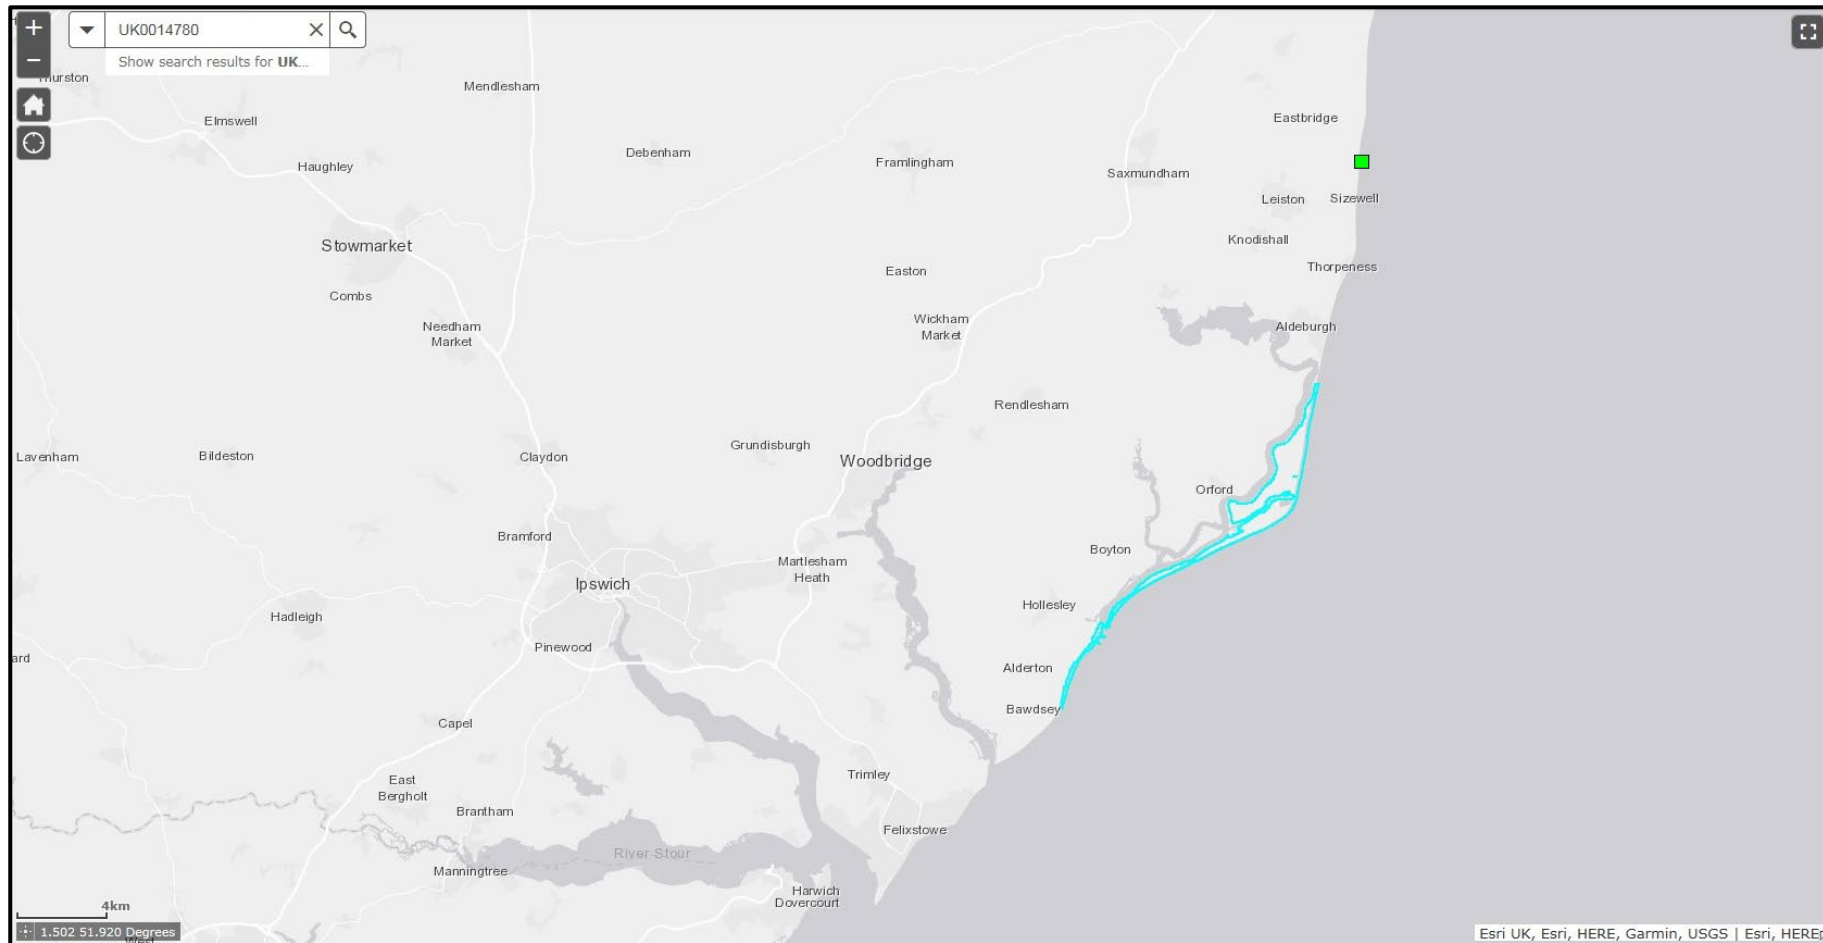 UK0014780
Show search results for UK...
Thurston
Mendlesham
Elmswell
Haughley
Debenham
Framlingham
Saxmundham
Eastbridge
Leiston
Sizewell
Knodishall
Thorpeness
Stowmarket
Combs
Easton
Needham
Market
Wickham
Market
Aldeburgh
Rendlesham
Lavenham
Bildeston
Claydon
Grundisburgh
Woodbridge
Orford
Bramford
Boyton
Martlesham
Heath
Ipswich
Hollesley
Hadleigh
Pinewood
ard
Alderton
Bawdsey
Capel
East
Bergholt
Trimley
Brantham
Felixstowe
River Stour
Manningtree
Harwich
Dovercourt
4km
1.502 51.920 Degrees
West
Esri UK, Esri, HERE, Garmin, USGS | Esri, HERE